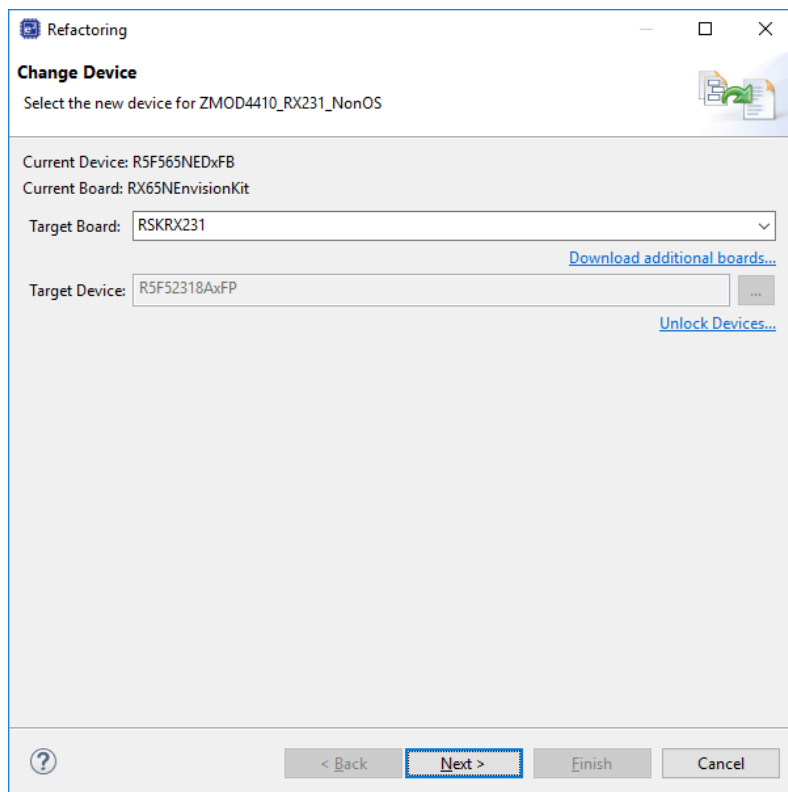 Refactoring
Change Device
Select the new device for ZMOD4410_RX231_NonOS
Current Device: R5F565NEDxFB
Current Board: RX65NEnvisionKit
Target Board: RSKRX231
Download additional boards...
Target Device: R5F52318AxFP ...
Unlock Devices...
? < Back Next > Finish Cancel